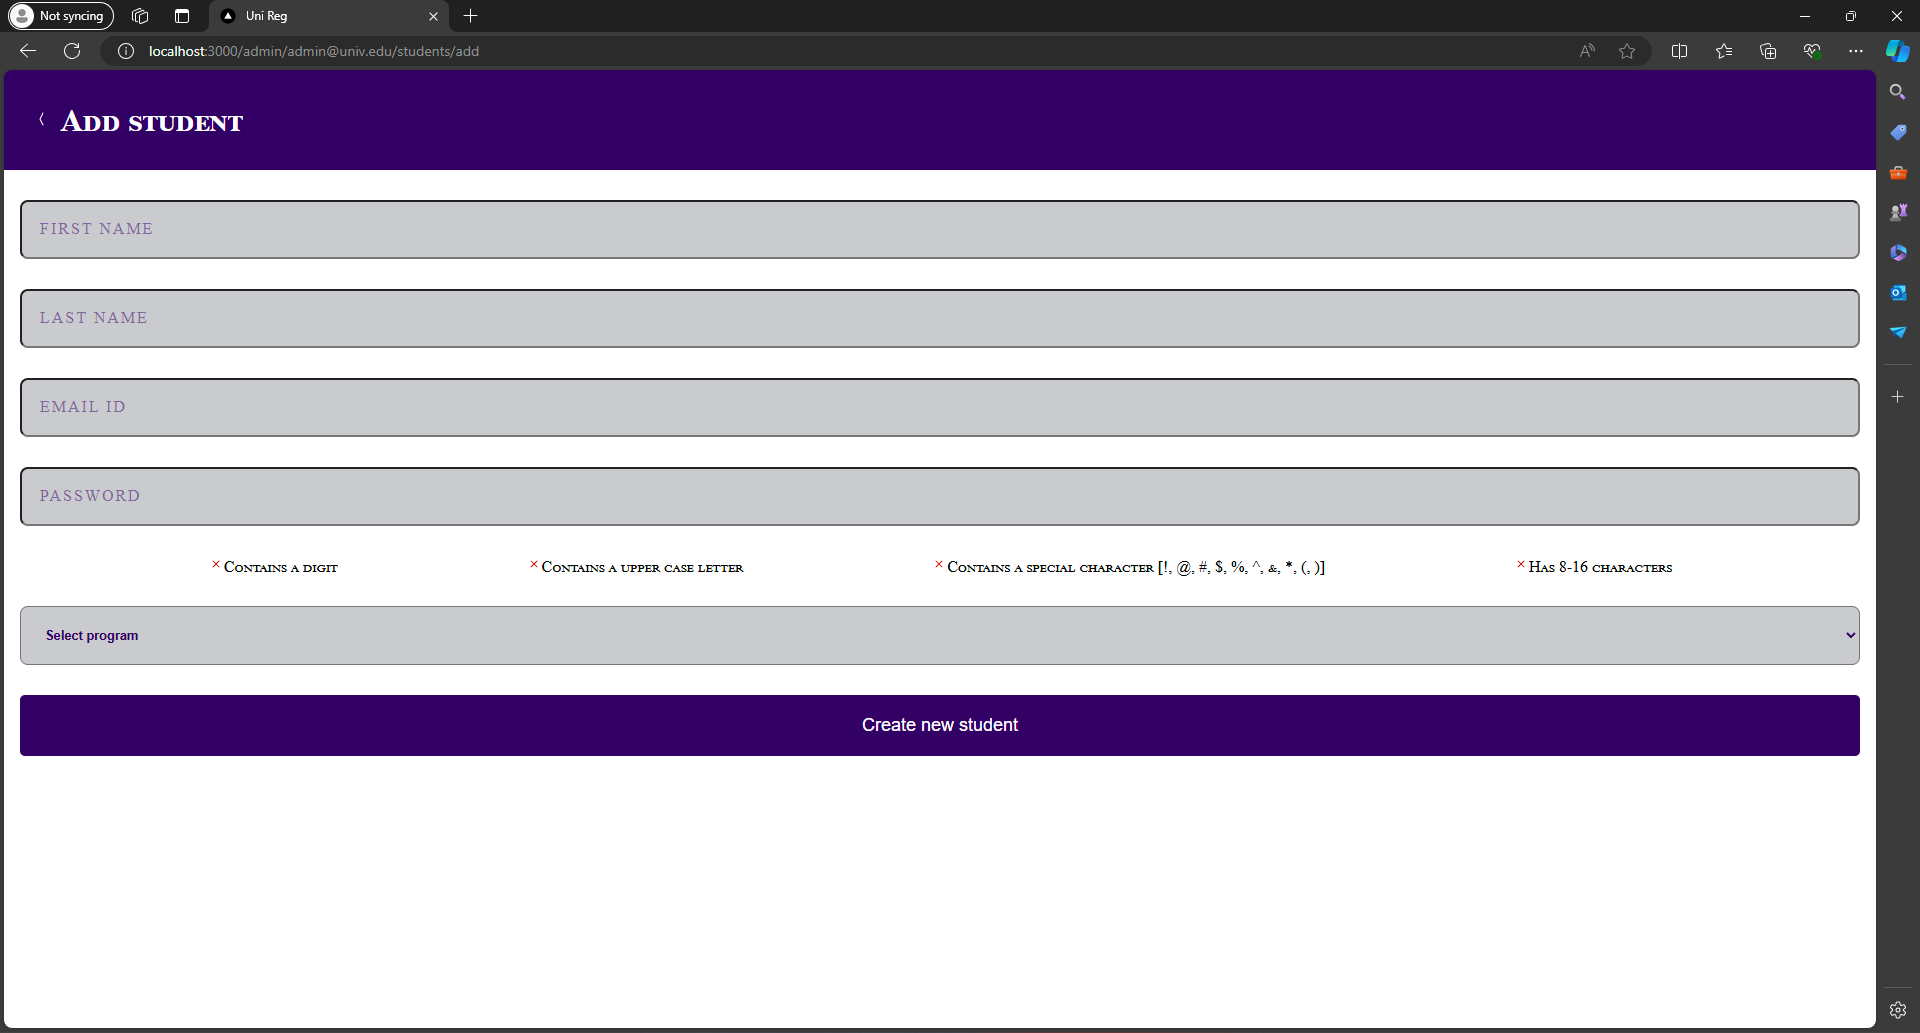 Not syncing
Uni Reg
localhost:3000/admin/admin@univ.edu/students/add
ADD STUDENT
FIRST NAME
LAST NAME
EMAIL ID
PASSWORD
× CONTAINS A DIGIT × CONTAINS A UPPER CASE LETTER × CONTAINS A SPECIAL CHARACTER [!, @, #, $, %, ^, &, *, (, )] × HAS 8-16 CHARACTERS
Select program
Create new student